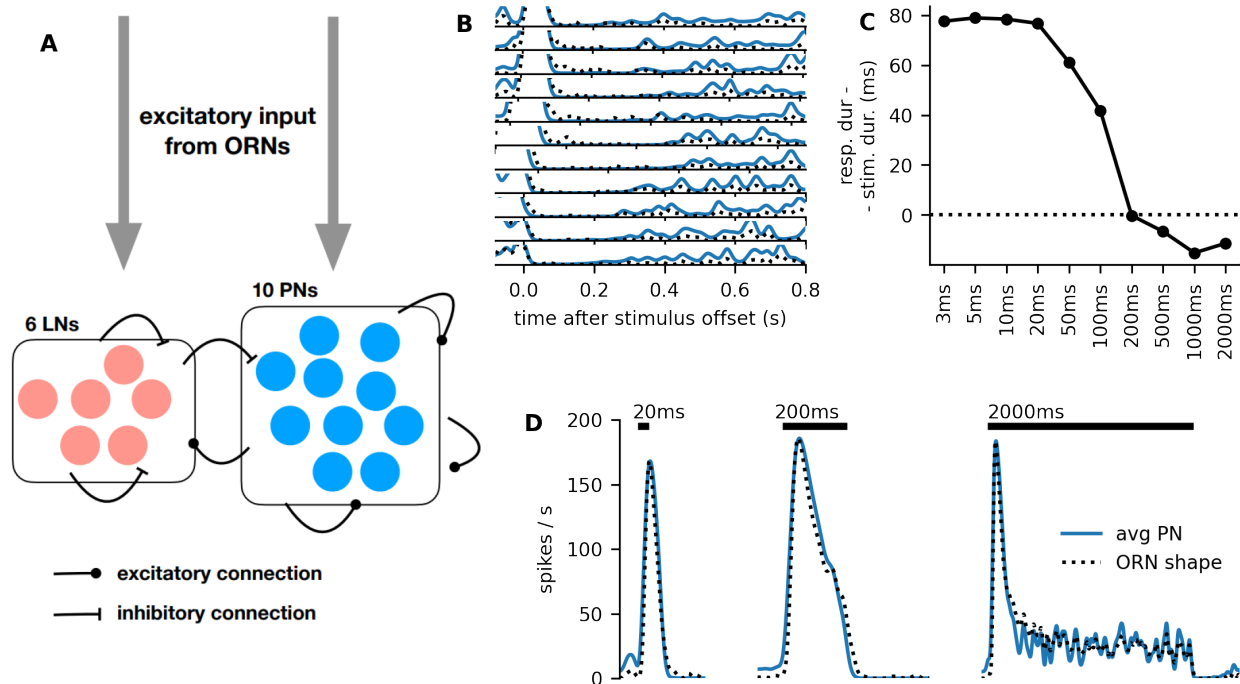 A
excitatory input
from ORNs
10 PNs
6 LNs
excitatory connection
inhibitory connection
B
0.0 0.2 0.4 0.6 0.8
time after stimulus offset (s)
C
resp. dur -
- stim. dur. (ms)
80
60
40
20
0
3ms 5ms 10ms 20ms 50ms 100ms 200ms 500ms 1000ms 2000ms
D
20ms 200ms 2000ms
spikes / s
200
150
100
50
0
avg PN
ORN shape